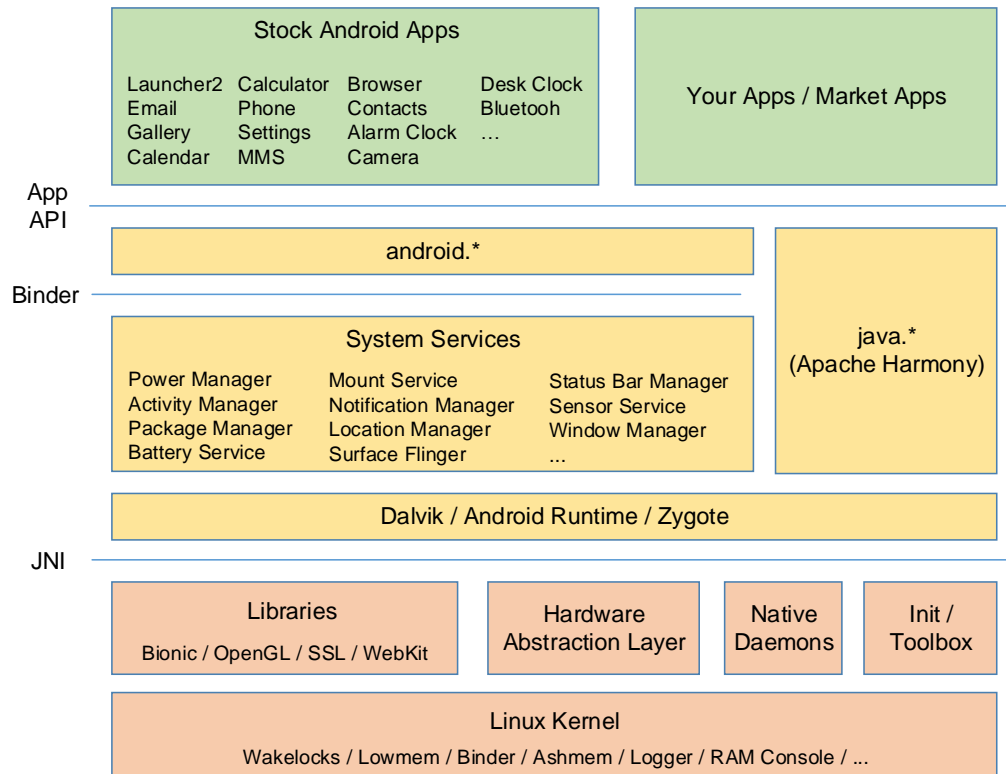 Stock Android Apps
Launcher2 Calculator Browser Desk Clock
Email Phone Contacts Bluetooh
Gallery Settings Alarm Clock …
Calendar MMS Camera
Your Apps / Market Apps
App
API
android.*
Binder
System Services
Power Manager Mount Service Status Bar Manager
Activity Manager Notification Manager Sensor Service
Package Manager Location Manager Window Manager
Battery Service Surface Flinger ...
java.*
(Apache Harmony)
Dalvik / Android Runtime / Zygote
JNI
Libraries
Bionic / OpenGL / SSL / WebKit
Hardware
Abstraction Layer
Native
Daemons
Init /
Toolbox
Linux Kernel
Wakelocks / Lowmem / Binder / Ashmem / Logger / RAM Console / ...